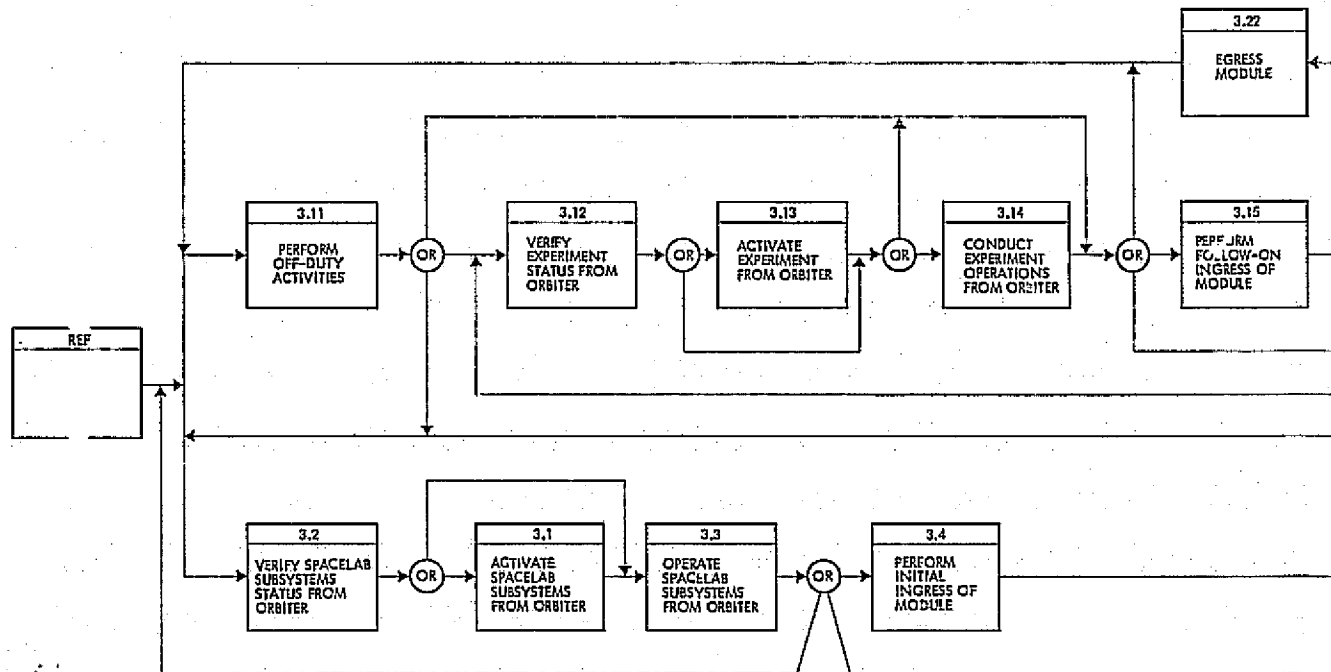 3.22
EGRESS
MODULE
3.11
PERFORM
OFF-DUTY
ACTIVITIES
OR
3.12
VERIFY
EXPERIMENT
STATUS FROM
ORBITER
OR
3.13
ACTIVATE
EXPERIMENT
FROM ORBITER
OR
3.14
CONDUCT
EXPERIMENT
OPERATIONS
FROM ORBITER
OR
3.15
PERFORM
FOLLOW-ON
INGRESS OF
MODULE
REF
3.2
VERIFY SPACELAB
SUBSYSTEMS
STATUS FROM
ORBITER
OR
3.1
ACTIVATE
SPACELAB
SUBSYSTEMS
FROM ORBITER
3.3
OPERATE
SPACELAB
SUBSYSTEMS
FROM ORBITER
OR
3.4
PERFORM
INITIAL
INGRESS OF
MODULE